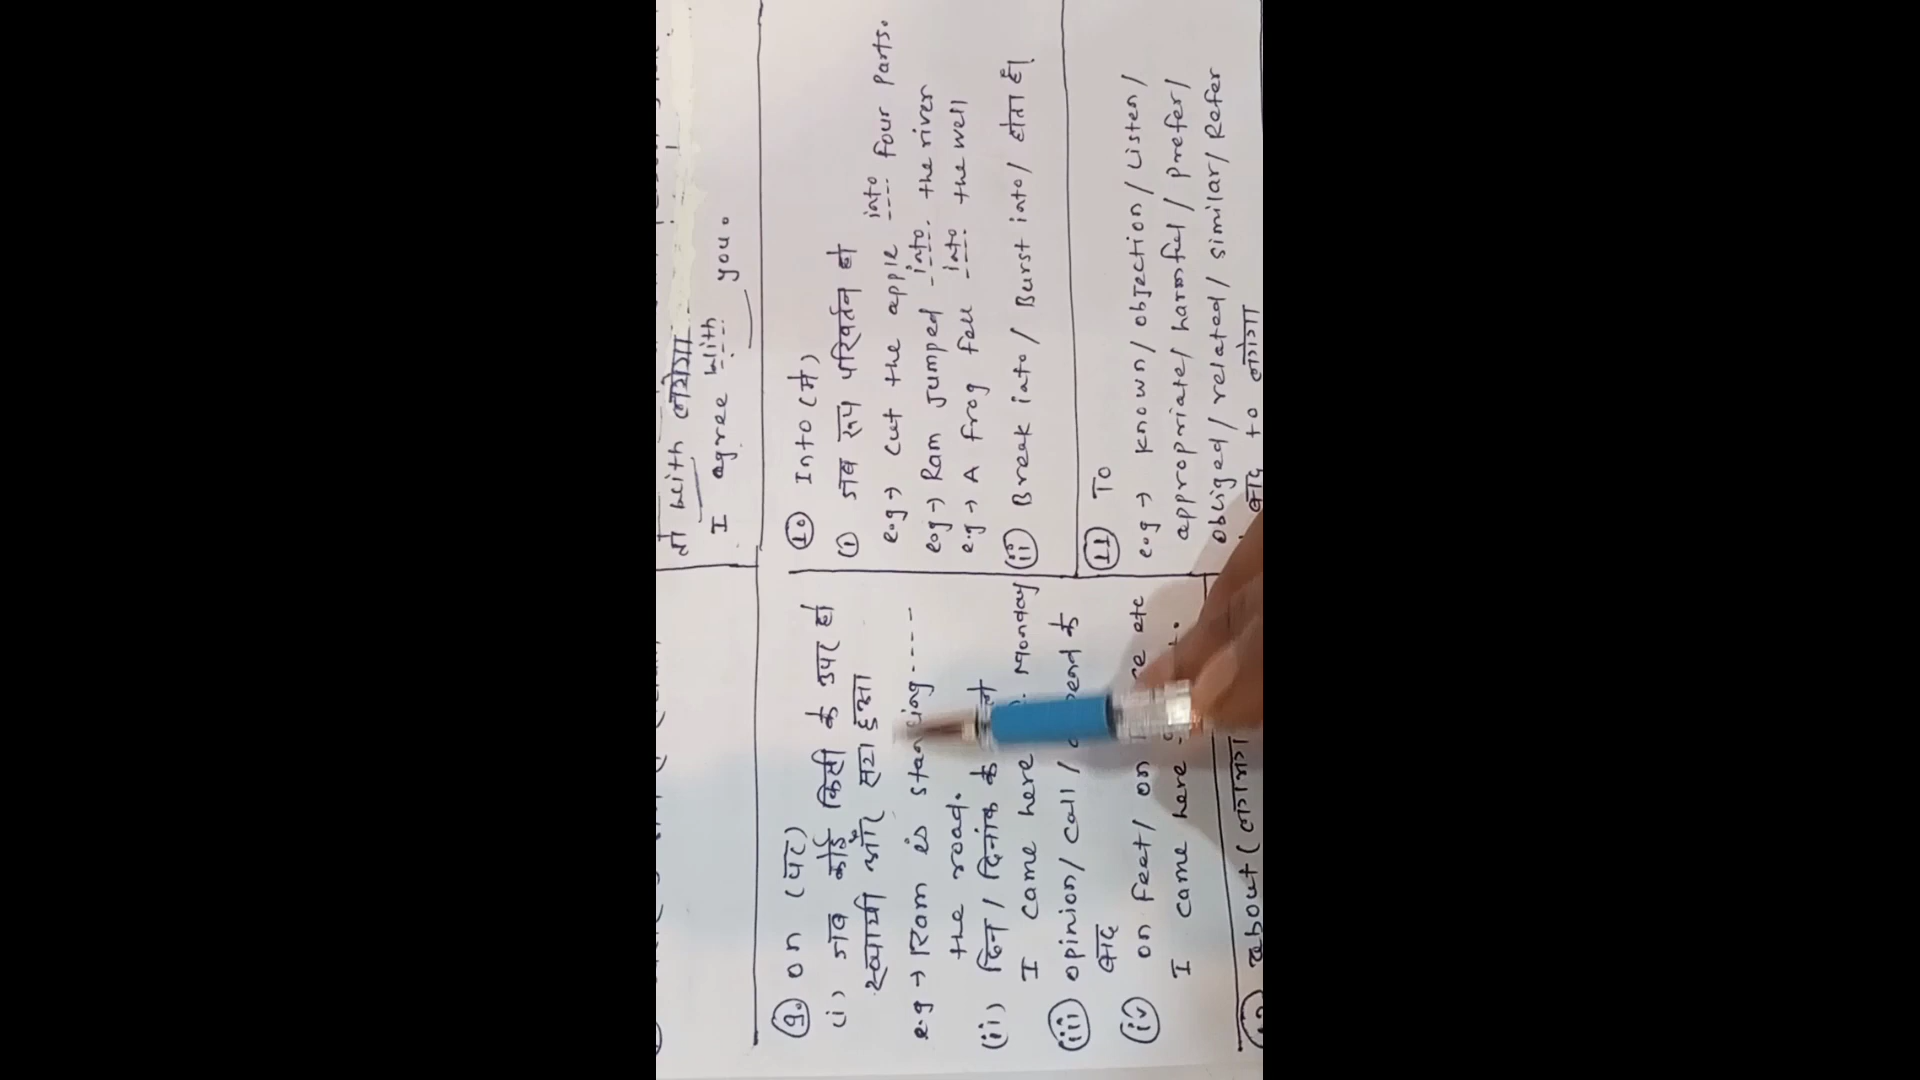 तो with लगेगा
I agree with you.
9. on (पर)
(i) जब कोई किसी के उपर हो
स्थायी और सटा हुआ
e.g → Ram is standing ----
the road.
(ii) दिन / दिनांक के
I came here Monday
(iii) opinion / call / के
बाद
(iv) on feet / on etc
I came here
10 Into (मे)
(i) जब रूप परिवर्तन हो
e.g → cut the apple into four parts.
e.g → Ram Jumped into the river
e.g → A frog fell into the well
(ii) Break into / Burst into / होता है।
11 To
e.g → known / objection / Listen /
appropriate / harmful / prefer /
obliged / related / similar / Refer
बाद to लगेगा
about (लगभग